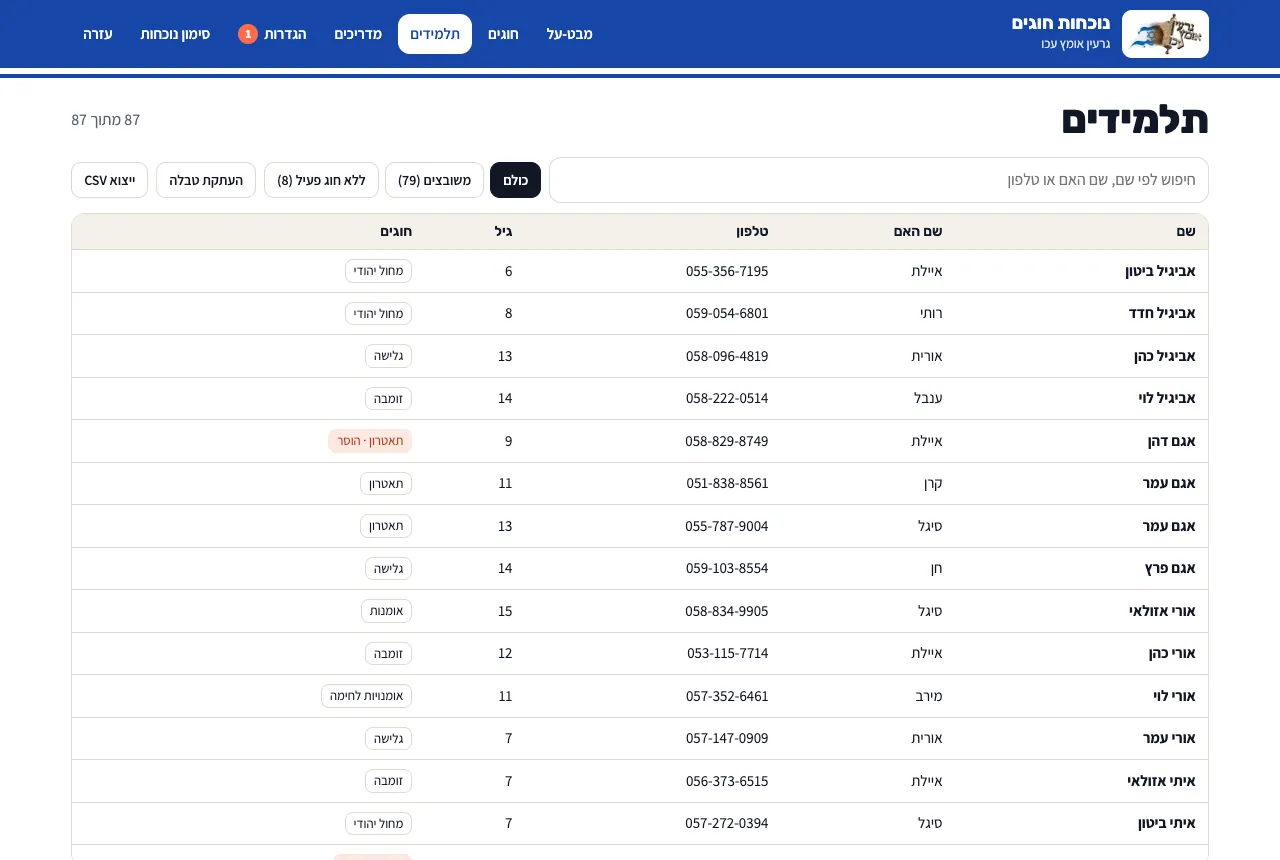 נוכחות חוגים
גרעין אומץ עכו
מבט-על
חוגים
תלמידים
מדריכים
הגדרות 1
סימון נוכחות
עזרה
תלמידים
87 מתוך 87
חיפוש לפי שם, שם האם או טלפון
כולם
משובצים (79)
ללא חוג פעיל (8)
העתקת טבלה
ייצוא CSV
שם שם האם טלפון גיל חוגים
אביגיל ביטון איילת 055-356-7195 6 מחול יהודי
אביגיל חדד רותי 059-054-6801 8 מחול יהודי
אביגיל כהן אורית 058-096-4819 13 גלישה
אביגיל לוי ענבל 058-222-0514 14 זומבה
אגם דהן איילת 058-829-8749 9 תאטרון · הוסר
אגם עמר קרן 051-838-8561 11 תאטרון
אגם עמר סיגל 055-787-9004 13 תאטרון
אגם פרץ חן 059-103-8554 14 גלישה
אורי אזולאי סיגל 058-834-9905 15 אומנות
אורי כהן איילת 053-115-7714 12 זומבה
אורי לוי מירב 057-352-6461 11 אומנויות לחימה
אורי עמר אורית 057-147-0909 7 גלישה
איתי אזולאי איילת 056-373-6515 7 זומבה
איתי ביטון סיגל 057-272-0394 7 מחול יהודי